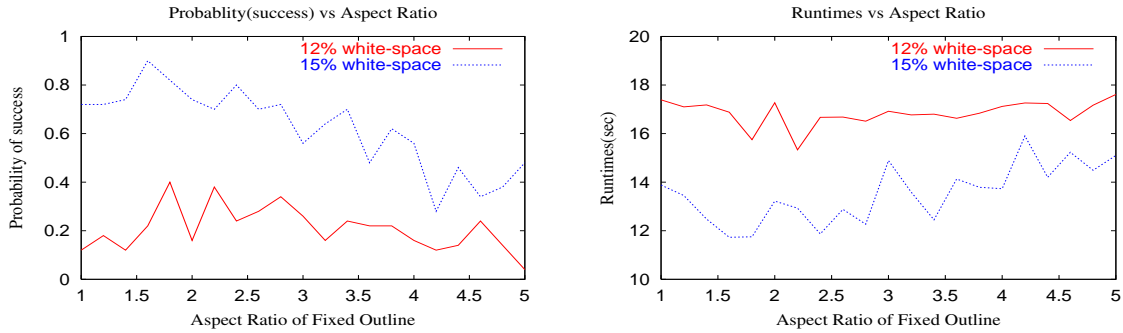 Probablity(success) vs Aspect Ratio
1
0.8
0.6
0.4
0.2
0
Probability of success
12% white-space
15% white-space
1 1.5 2 2.5 3 3.5 4 4.5 5
Aspect Ratio of Fixed Outline
Runtimes vs Aspect Ratio
20
18
16
14
12
10
Runtimes(sec)
12% white-space
15% white-space
1 1.5 2 2.5 3 3.5 4 4.5 5
Aspect Ratio of Fixed Outline